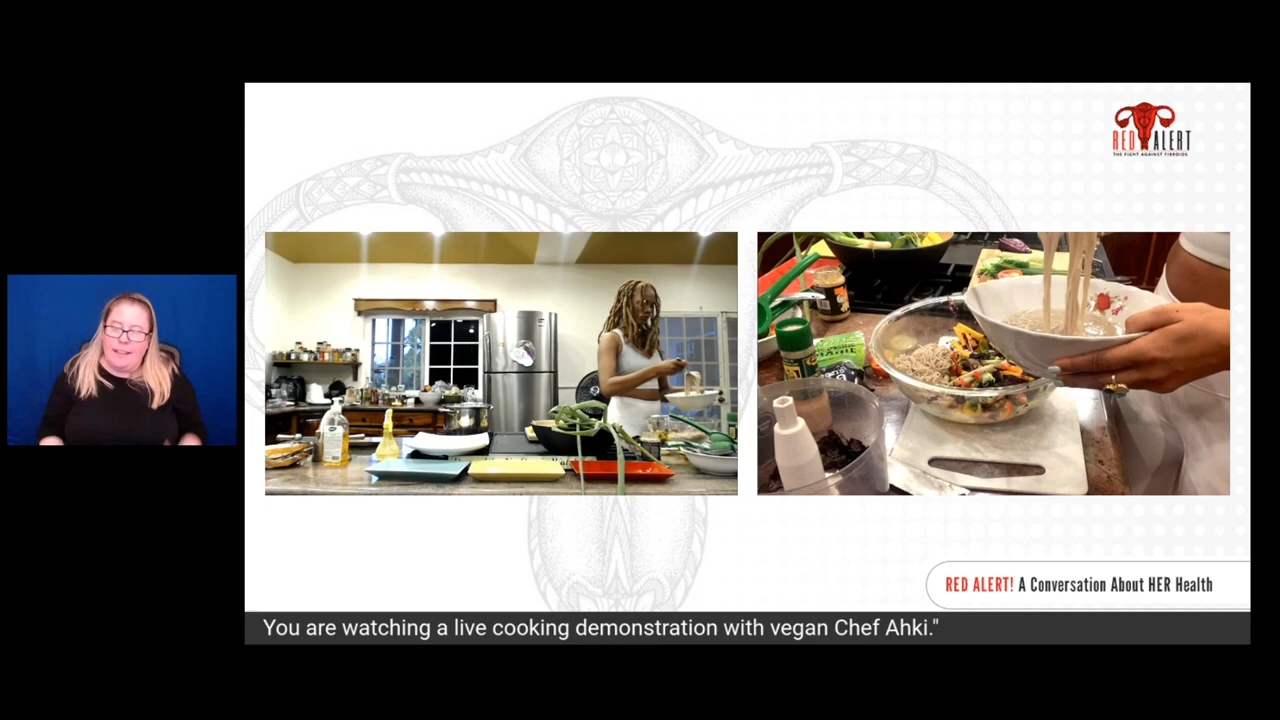 RED ALERT
THE FIGHT AGAINST FIBROIDS
RED ALERT! A Conversation About HER Health
You are watching a live cooking demonstration with vegan Chef Ahki."